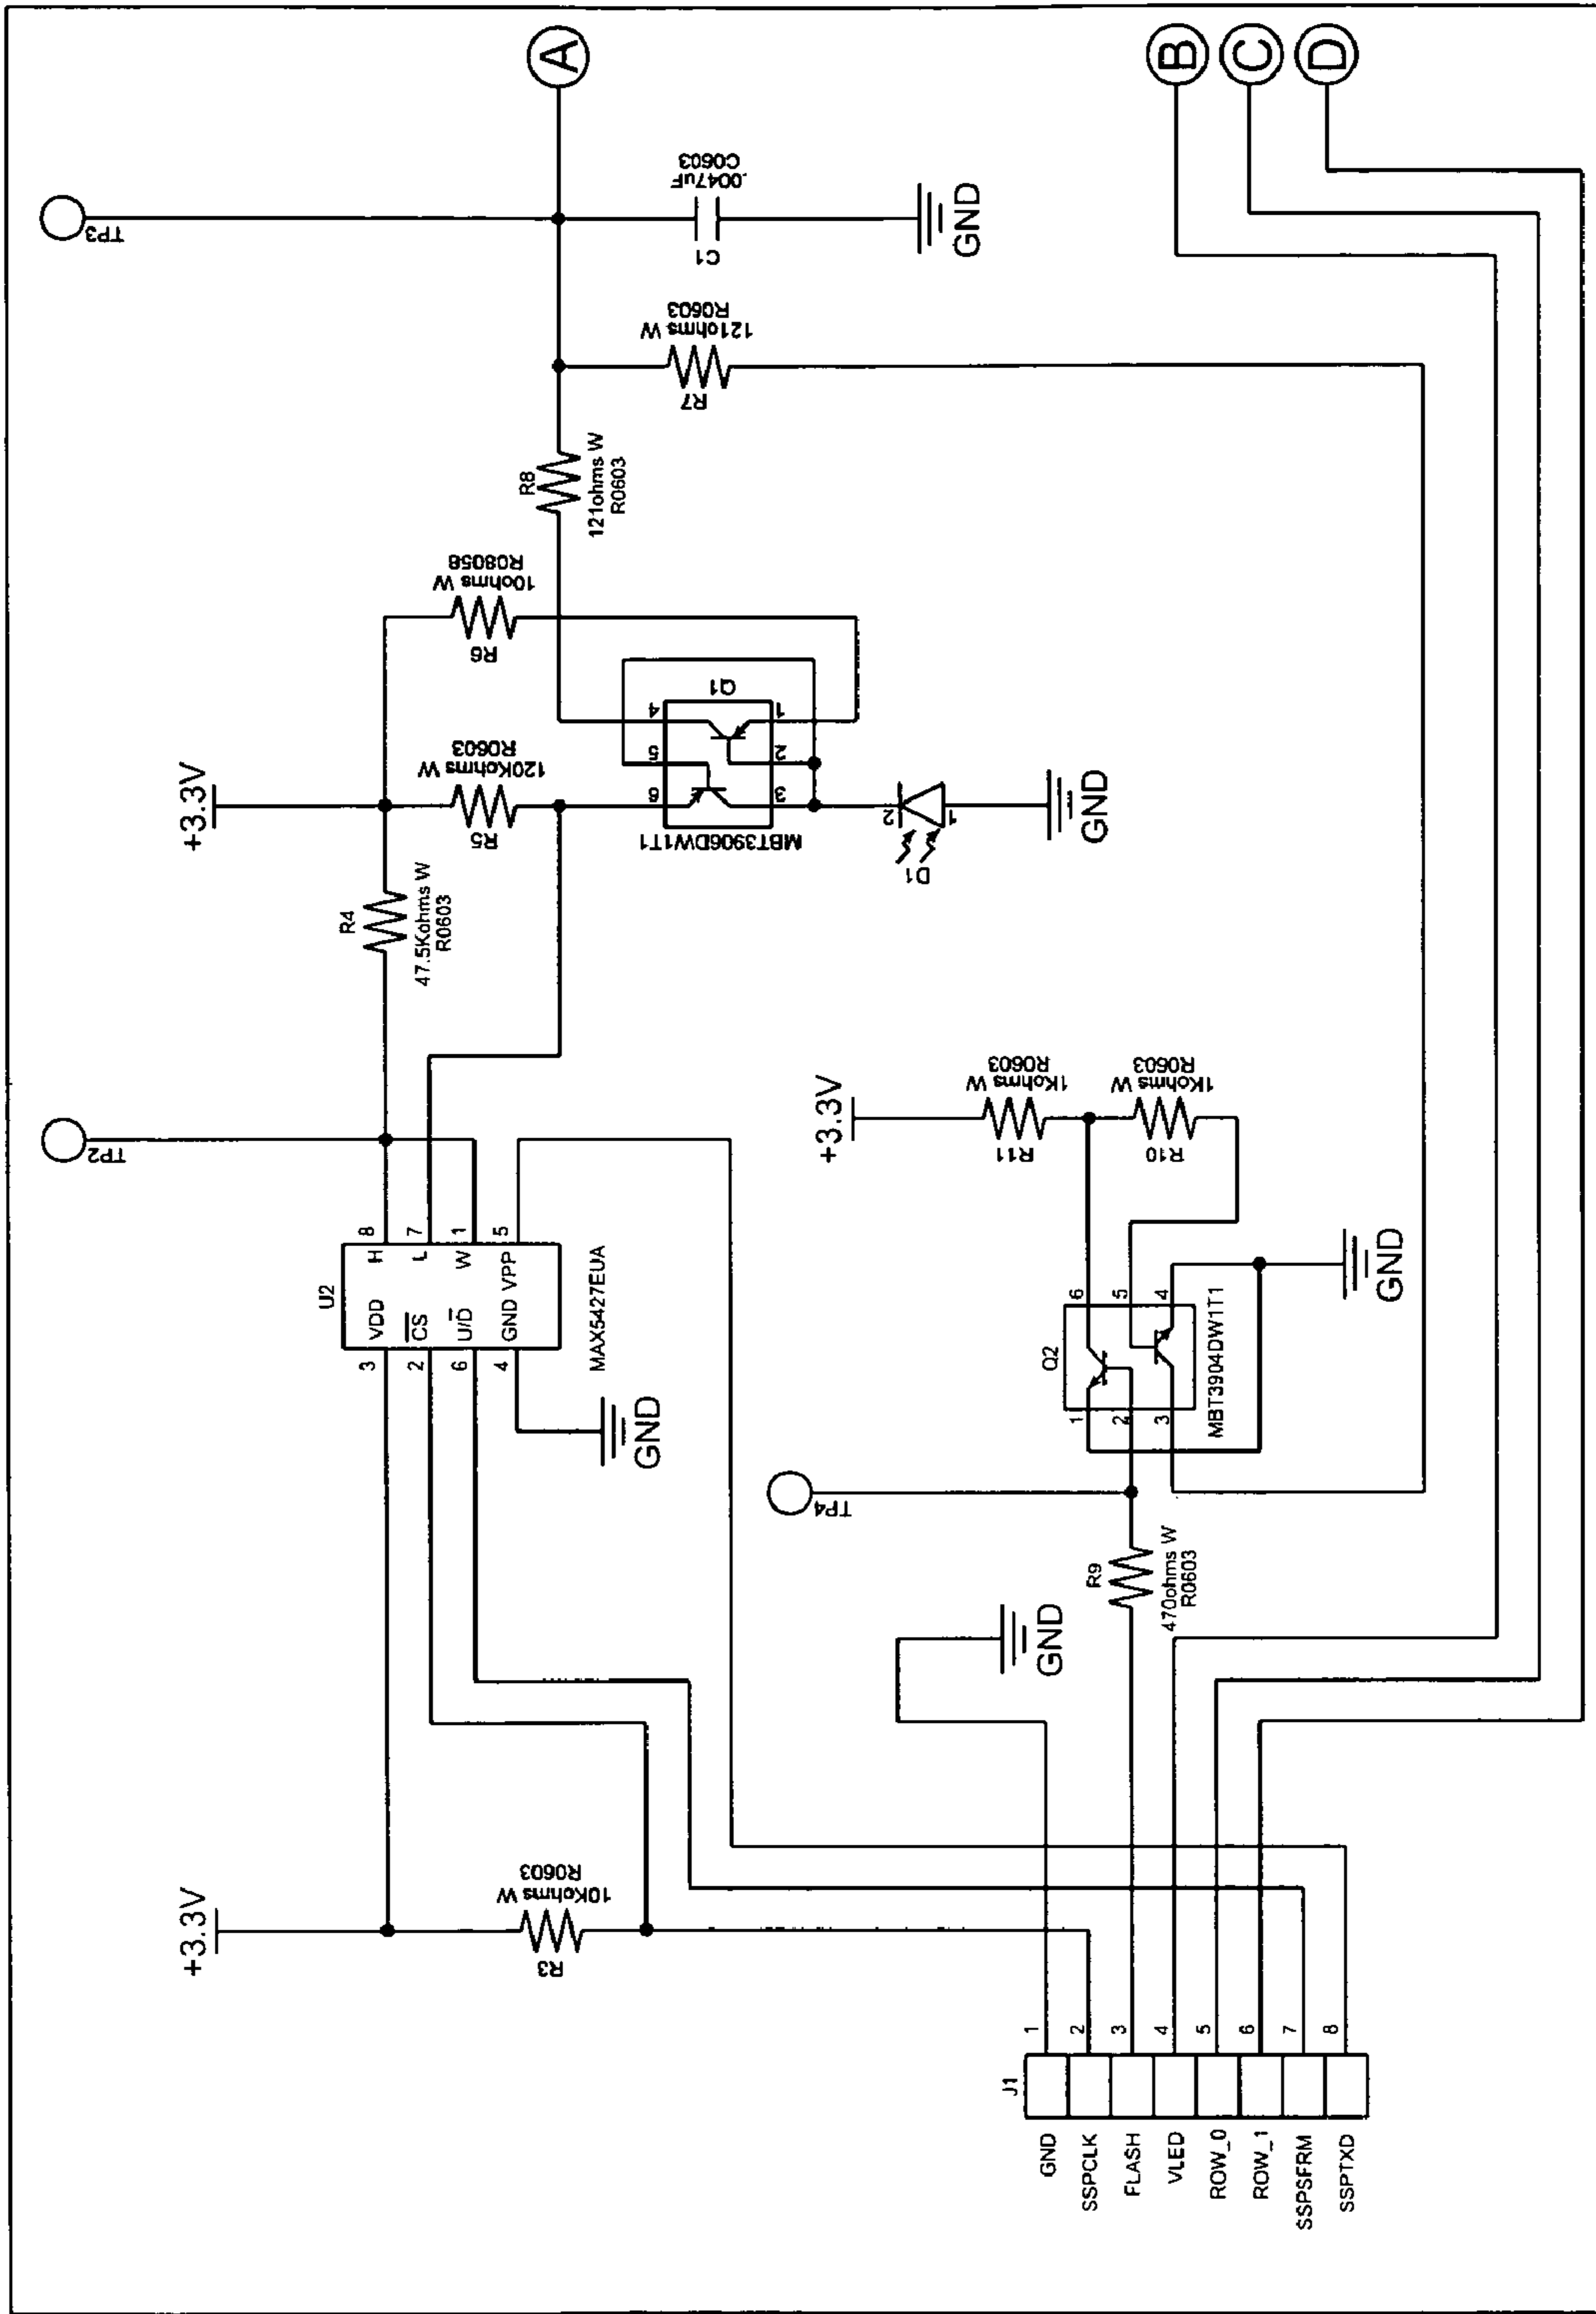 A
B
C
D
TP3
.0047uF
C0603
C1
121ohms W
R0603
R7
R8
121ohms W
R0603
10ohms W
R0805B
R6
+3.3V
120Kohms W
R0603
R5
R4
47.5Kohms W
R0603
Q1
4
5
6
1
2
3
MBT3906DW1T1
2
1
D1
GND
GND
TP2
U2
3 VDD H 8
2 CS L 7
6 U/D W 1
4 GND VPP 5
MAX5427EUA
GND
+3.3V
1Kohms W
R0603
R11
1Kohms W
R0603
R10
Q2
1 6
2 5
3 4
MBT3904DW1T1
GND
TP4
R9
470ohms W
R0603
GND
+3.3V
10Kohms W
R0603
R3
J1
GND 1
SSPCLK 2
FLASH 3
VLED 4
ROW_0 5
ROW_1 6
SSPSFRM 7
SSPTXD 8